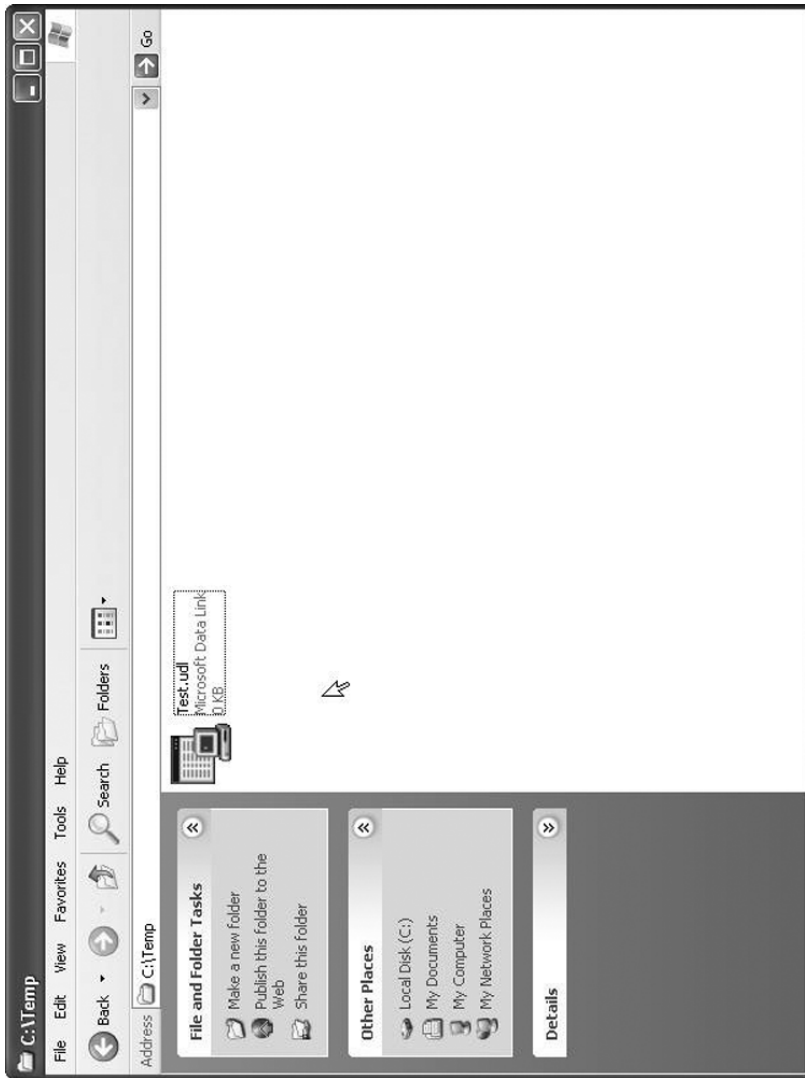 C:\Temp
File Edit View Favorites Tools Help
Back Search Folders
Address C:\Temp Go
File and Folder Tasks
Make a new folder
Publish this folder to the
Web
Share this folder
Other Places
Local Disk (C:)
My Documents
My Computer
My Network Places
Details
Test.udl
Microsoft Data Link
0 KB